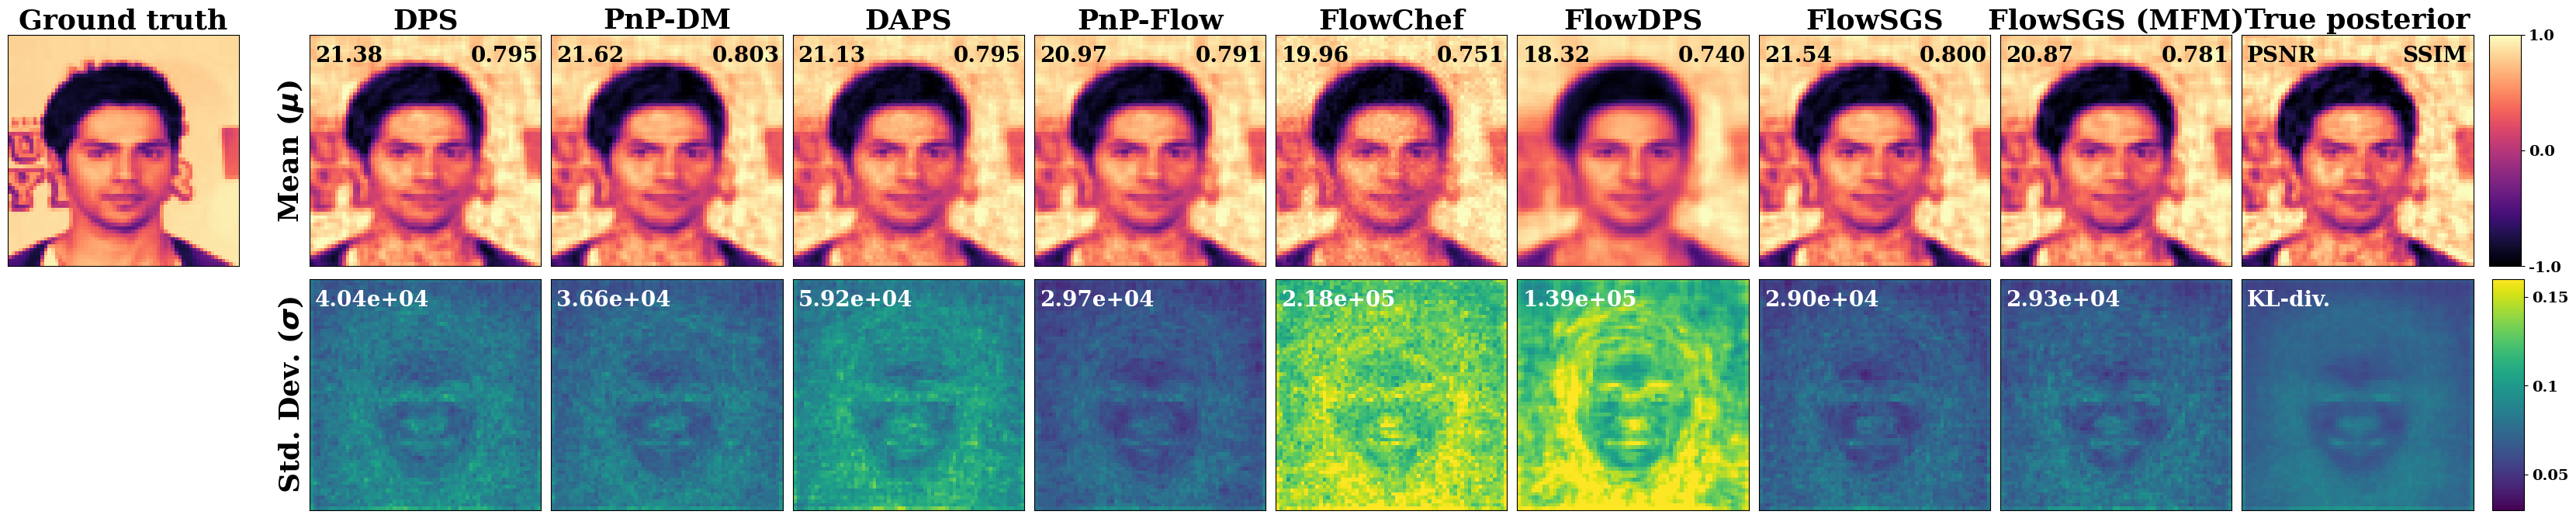 Ground truth
DPS
PnP-DM
DAPS
PnP-Flow
FlowChef
FlowDPS
FlowSGS
FlowSGS (MFM)
True posterior
Mean (μ)
21.38 0.795
21.62 0.803
21.13 0.795
20.97 0.791
19.96 0.751
18.32 0.740
21.54 0.800
20.87 0.781
PSNR SSIM
1.0
0.0
-1.0
Std. Dev. (σ)
4.04e+04
3.66e+04
5.92e+04
2.97e+04
2.18e+05
1.39e+05
2.90e+04
2.93e+04
KL-div.
0.15
0.1
0.05